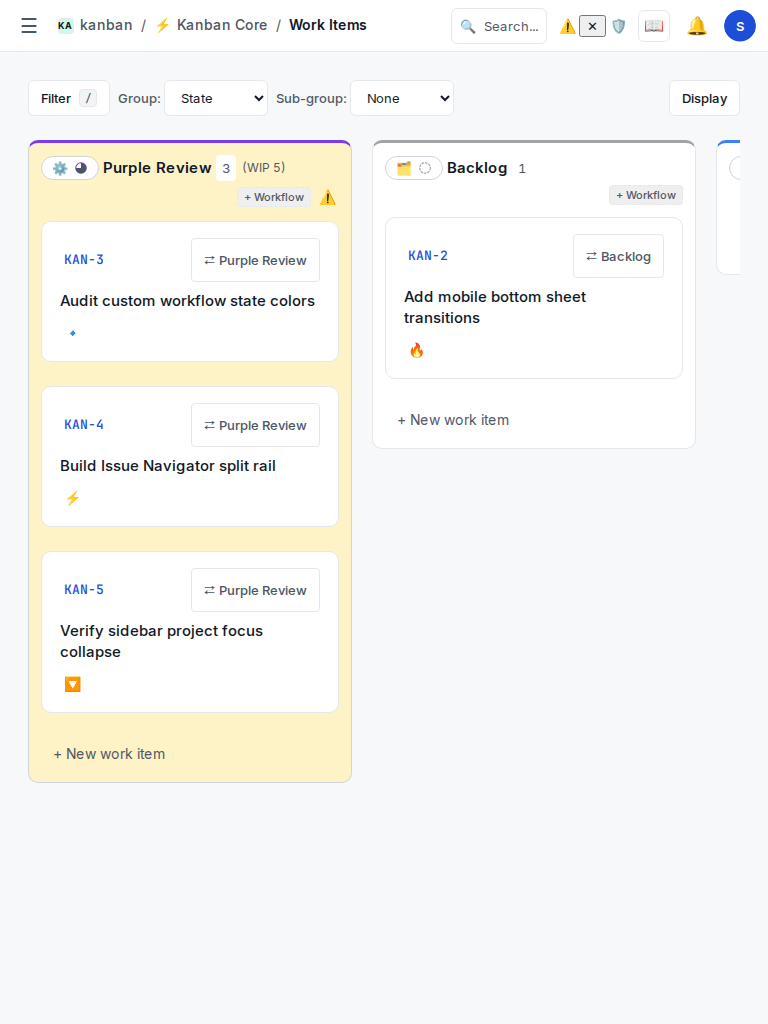 ☰ KA kanban / ⚡ Kanban Core / Work Items 🔍 Search... ⚠️ ✕ 🛡️ 📖 🔔 S
Filter / Group: State Sub-group: None Display
⚙️ Purple Review 3 (WIP 5)
+ Workflow ⚠️
KAN-3 ⇄ Purple Review
Audit custom workflow state colors
🔹
KAN-4 ⇄ Purple Review
Build Issue Navigator split rail
⚡
KAN-5 ⇄ Purple Review
Verify sidebar project focus
collapse
🔽
+ New work item
🗂️ Backlog 1
+ Workflow
KAN-2 ⇄ Backlog
Add mobile bottom sheet
transitions
🔥
+ New work item